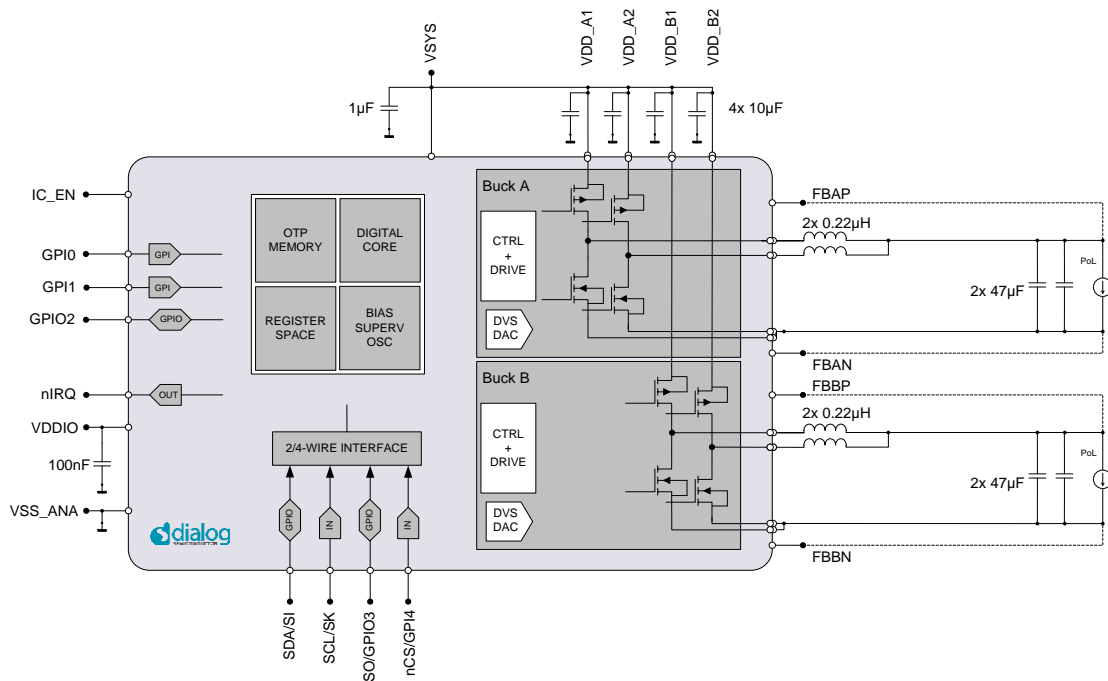 VSYS
VDD_A1
VDD_A2
VDD_B1
VDD_B2
1µF
4x 10µF
IC_EN
GPI0
GPI
GPI1
GPI
GPIO2
GPIO
nIRQ
OUT
VDDIO
100nF
VSS_ANA
OTP
MEMORY
DIGITAL
CORE
REGISTER
SPACE
BIAS
SUPERV
OSC
2/4-WIRE INTERFACE
GPIO
IN
GPIO
IN
SDA/SI
SCL/SK
SO/GPIO3
nCS/GPI4
dialog
SEMICONDUCTOR
Buck A
CTRL
+
DRIVE
DVS
DAC
Buck B
CTRL
+
DRIVE
DVS
DAC
FBAP
2x 0.22µH
2x 47µF
PoL
FBAN
FBBP
2x 0.22µH
2x 47µF
PoL
FBBN